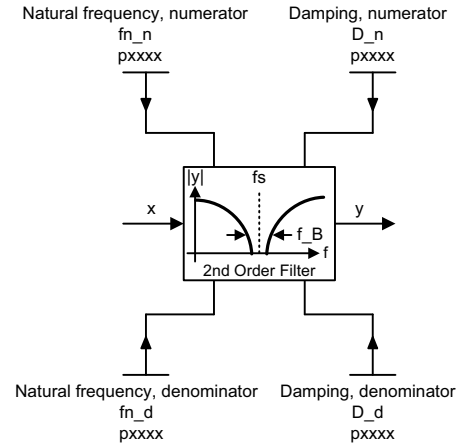 Natural frequency, numerator
fn_n
pxxxx
Damping, numerator
D_n
pxxxx
|y|
fs
x
y
f_B
f
2nd Order Filter
Natural frequency, denominator
fn_d
pxxxx
Damping, denominator
D_d
pxxxx